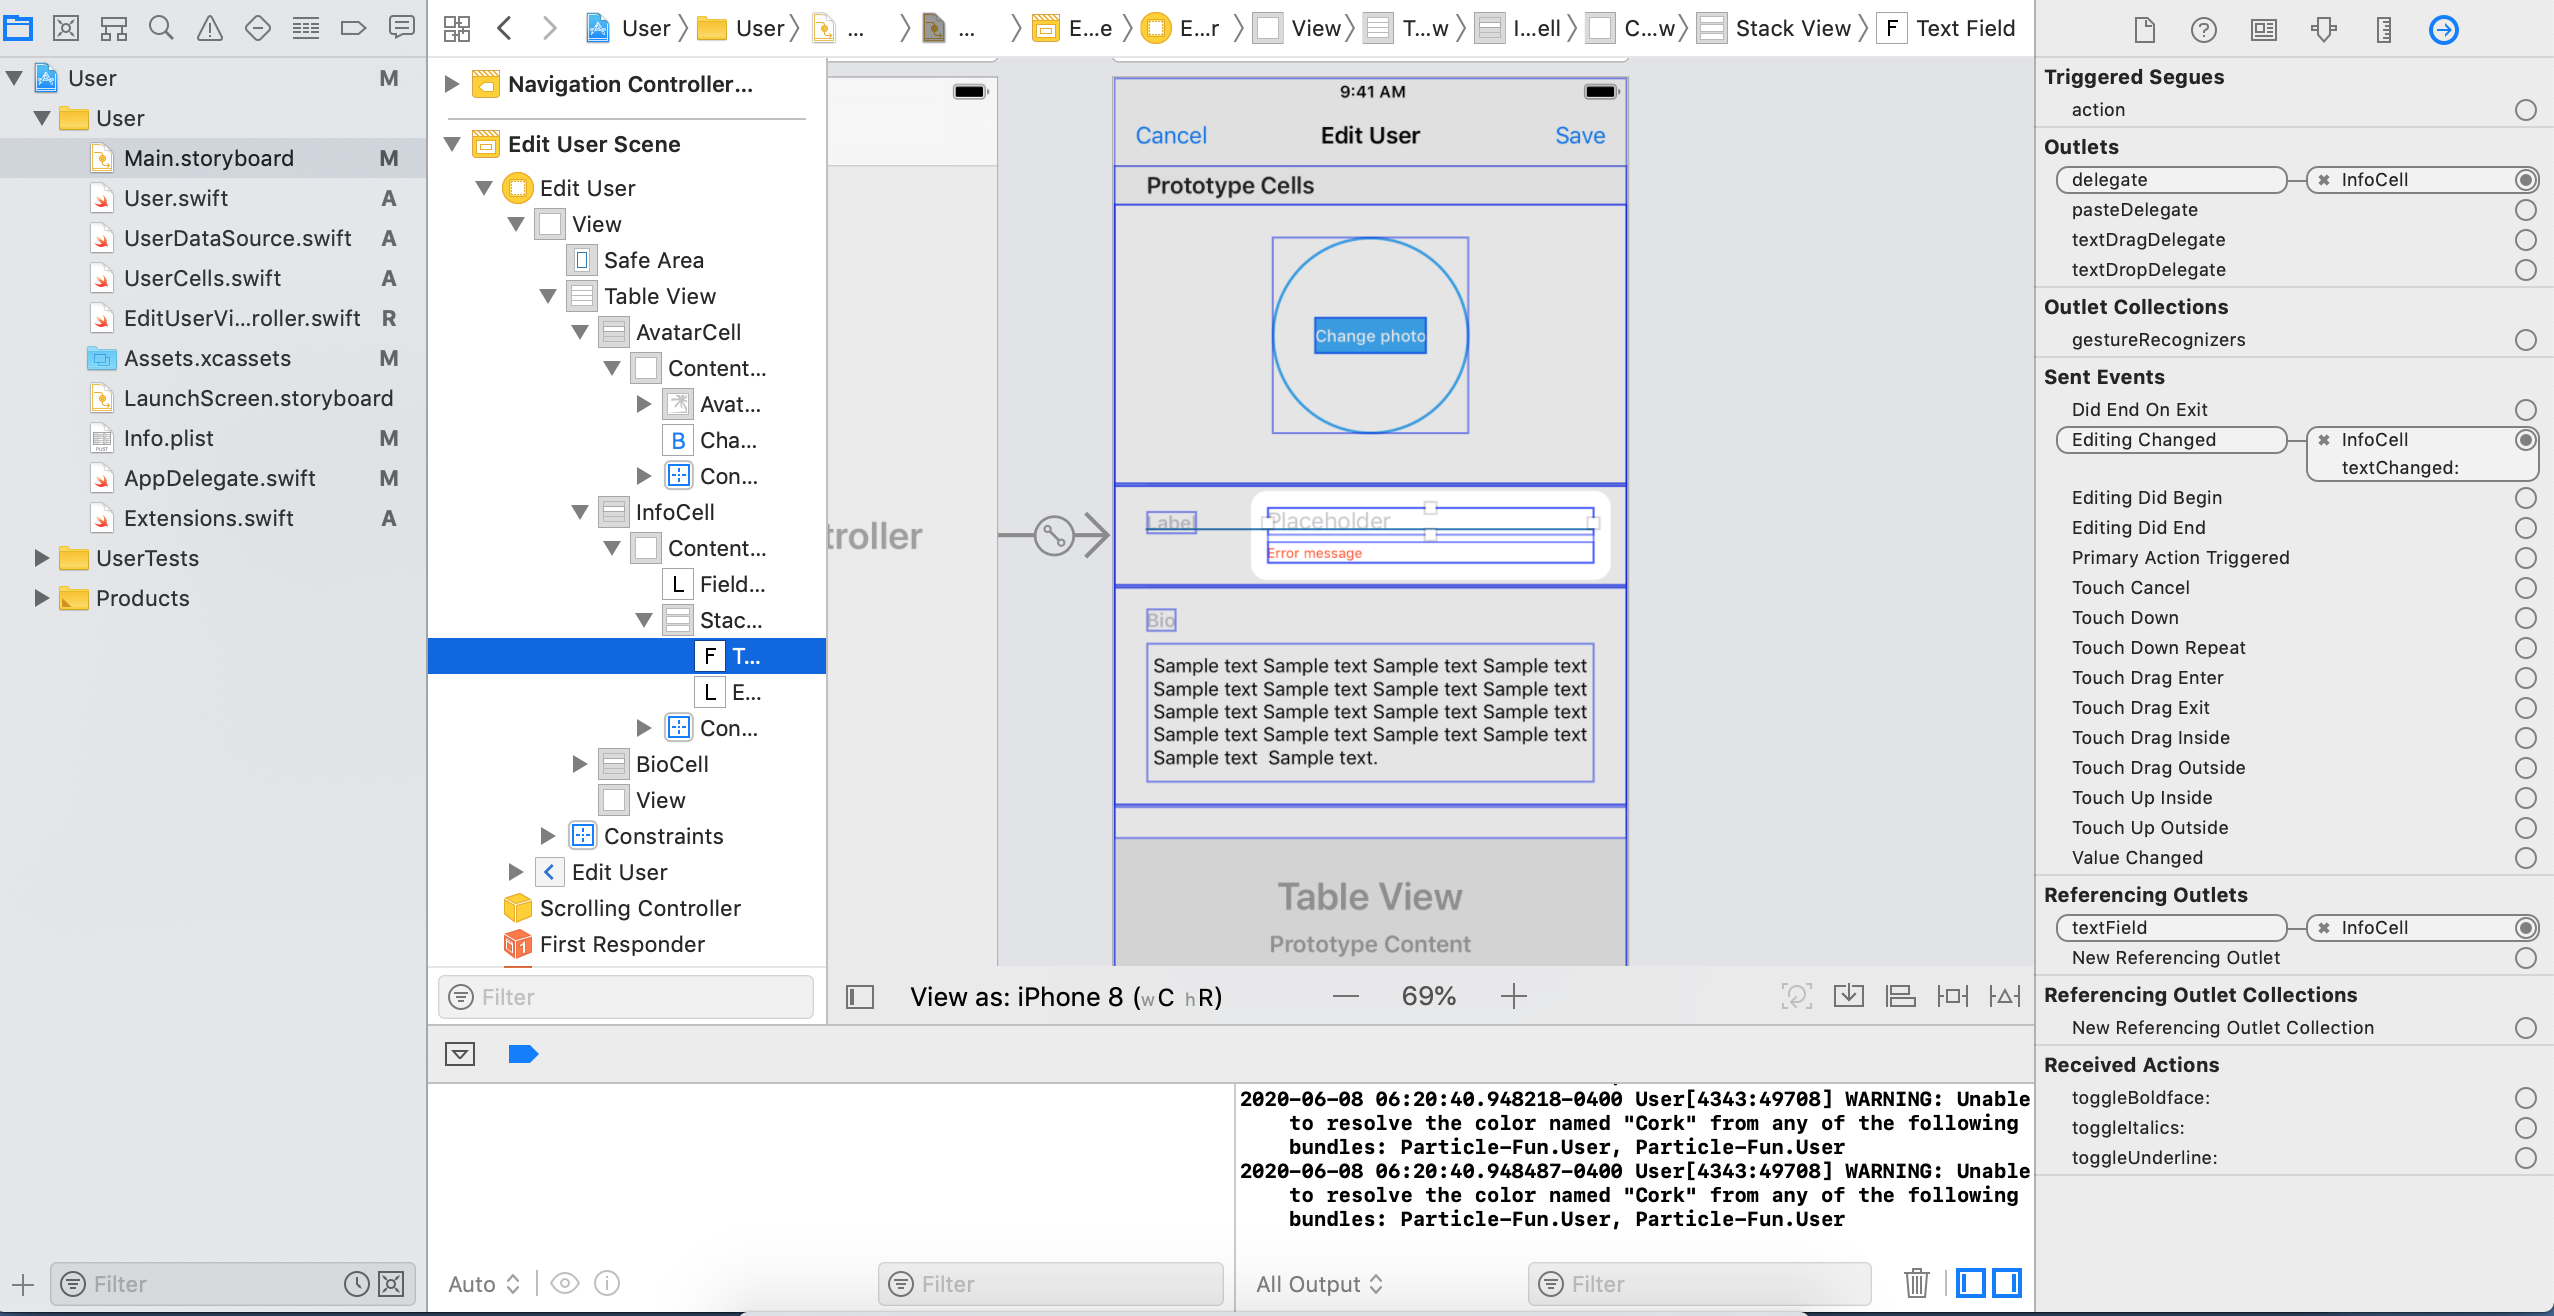 User
User
...
...
E...e
E...r
View
T...w
I...ell
C...w
Stack View
F Text Field
User M
User
Main.storyboard M
User.swift A
UserDataSource.swift A
UserCells.swift A
EditUserVi...roller.swift R
Assets.xcassets M
LaunchScreen.storyboard
Info.plist M
AppDelegate.swift M
Extensions.swift A
UserTests
Products
Filter
Navigation Controller...
Edit User Scene
Edit User
View
Safe Area
Table View
AvatarCell
Content...
Avat...
B Cha...
Con...
InfoCell
Content...
L Field...
Stac...
F T...
L E...
Con...
BioCell
View
Constraints
Edit User
Scrolling Controller
First Responder
Filter
troller
9:41 AM
Cancel
Edit User
Save
Prototype Cells
Change photo
Label
Placeholder
Error message
Bio
Sample text Sample text Sample text Sample text
Sample text Sample text Sample text Sample text
Sample text Sample text Sample text Sample text
Sample text Sample text Sample text Sample text
Sample text  Sample text.
Table View
Prototype Content
View as: iPhone 8 (wC hR)
69%
2020-06-08 06:20:40.948218-0400 User[4343:49708] WARNING: Unable
to resolve the color named "Cork" from any of the following
bundles: Particle-Fun.User, Particle-Fun.User
2020-06-08 06:20:40.948487-0400 User[4343:49708] WARNING: Unable
to resolve the color named "Cork" from any of the following
bundles: Particle-Fun.User, Particle-Fun.User
Auto
Filter
All Output
Filter
Triggered Segues
action
Outlets
delegate InfoCell
pasteDelegate
textDragDelegate
textDropDelegate
Outlet Collections
gestureRecognizers
Sent Events
Did End On Exit
Editing Changed InfoCell
textChanged:
Editing Did Begin
Editing Did End
Primary Action Triggered
Touch Cancel
Touch Down
Touch Down Repeat
Touch Drag Enter
Touch Drag Exit
Touch Drag Inside
Touch Drag Outside
Touch Up Inside
Touch Up Outside
Value Changed
Referencing Outlets
textField InfoCell
New Referencing Outlet
Referencing Outlet Collections
New Referencing Outlet Collection
Received Actions
toggleBoldface:
toggleItalics:
toggleUnderline: